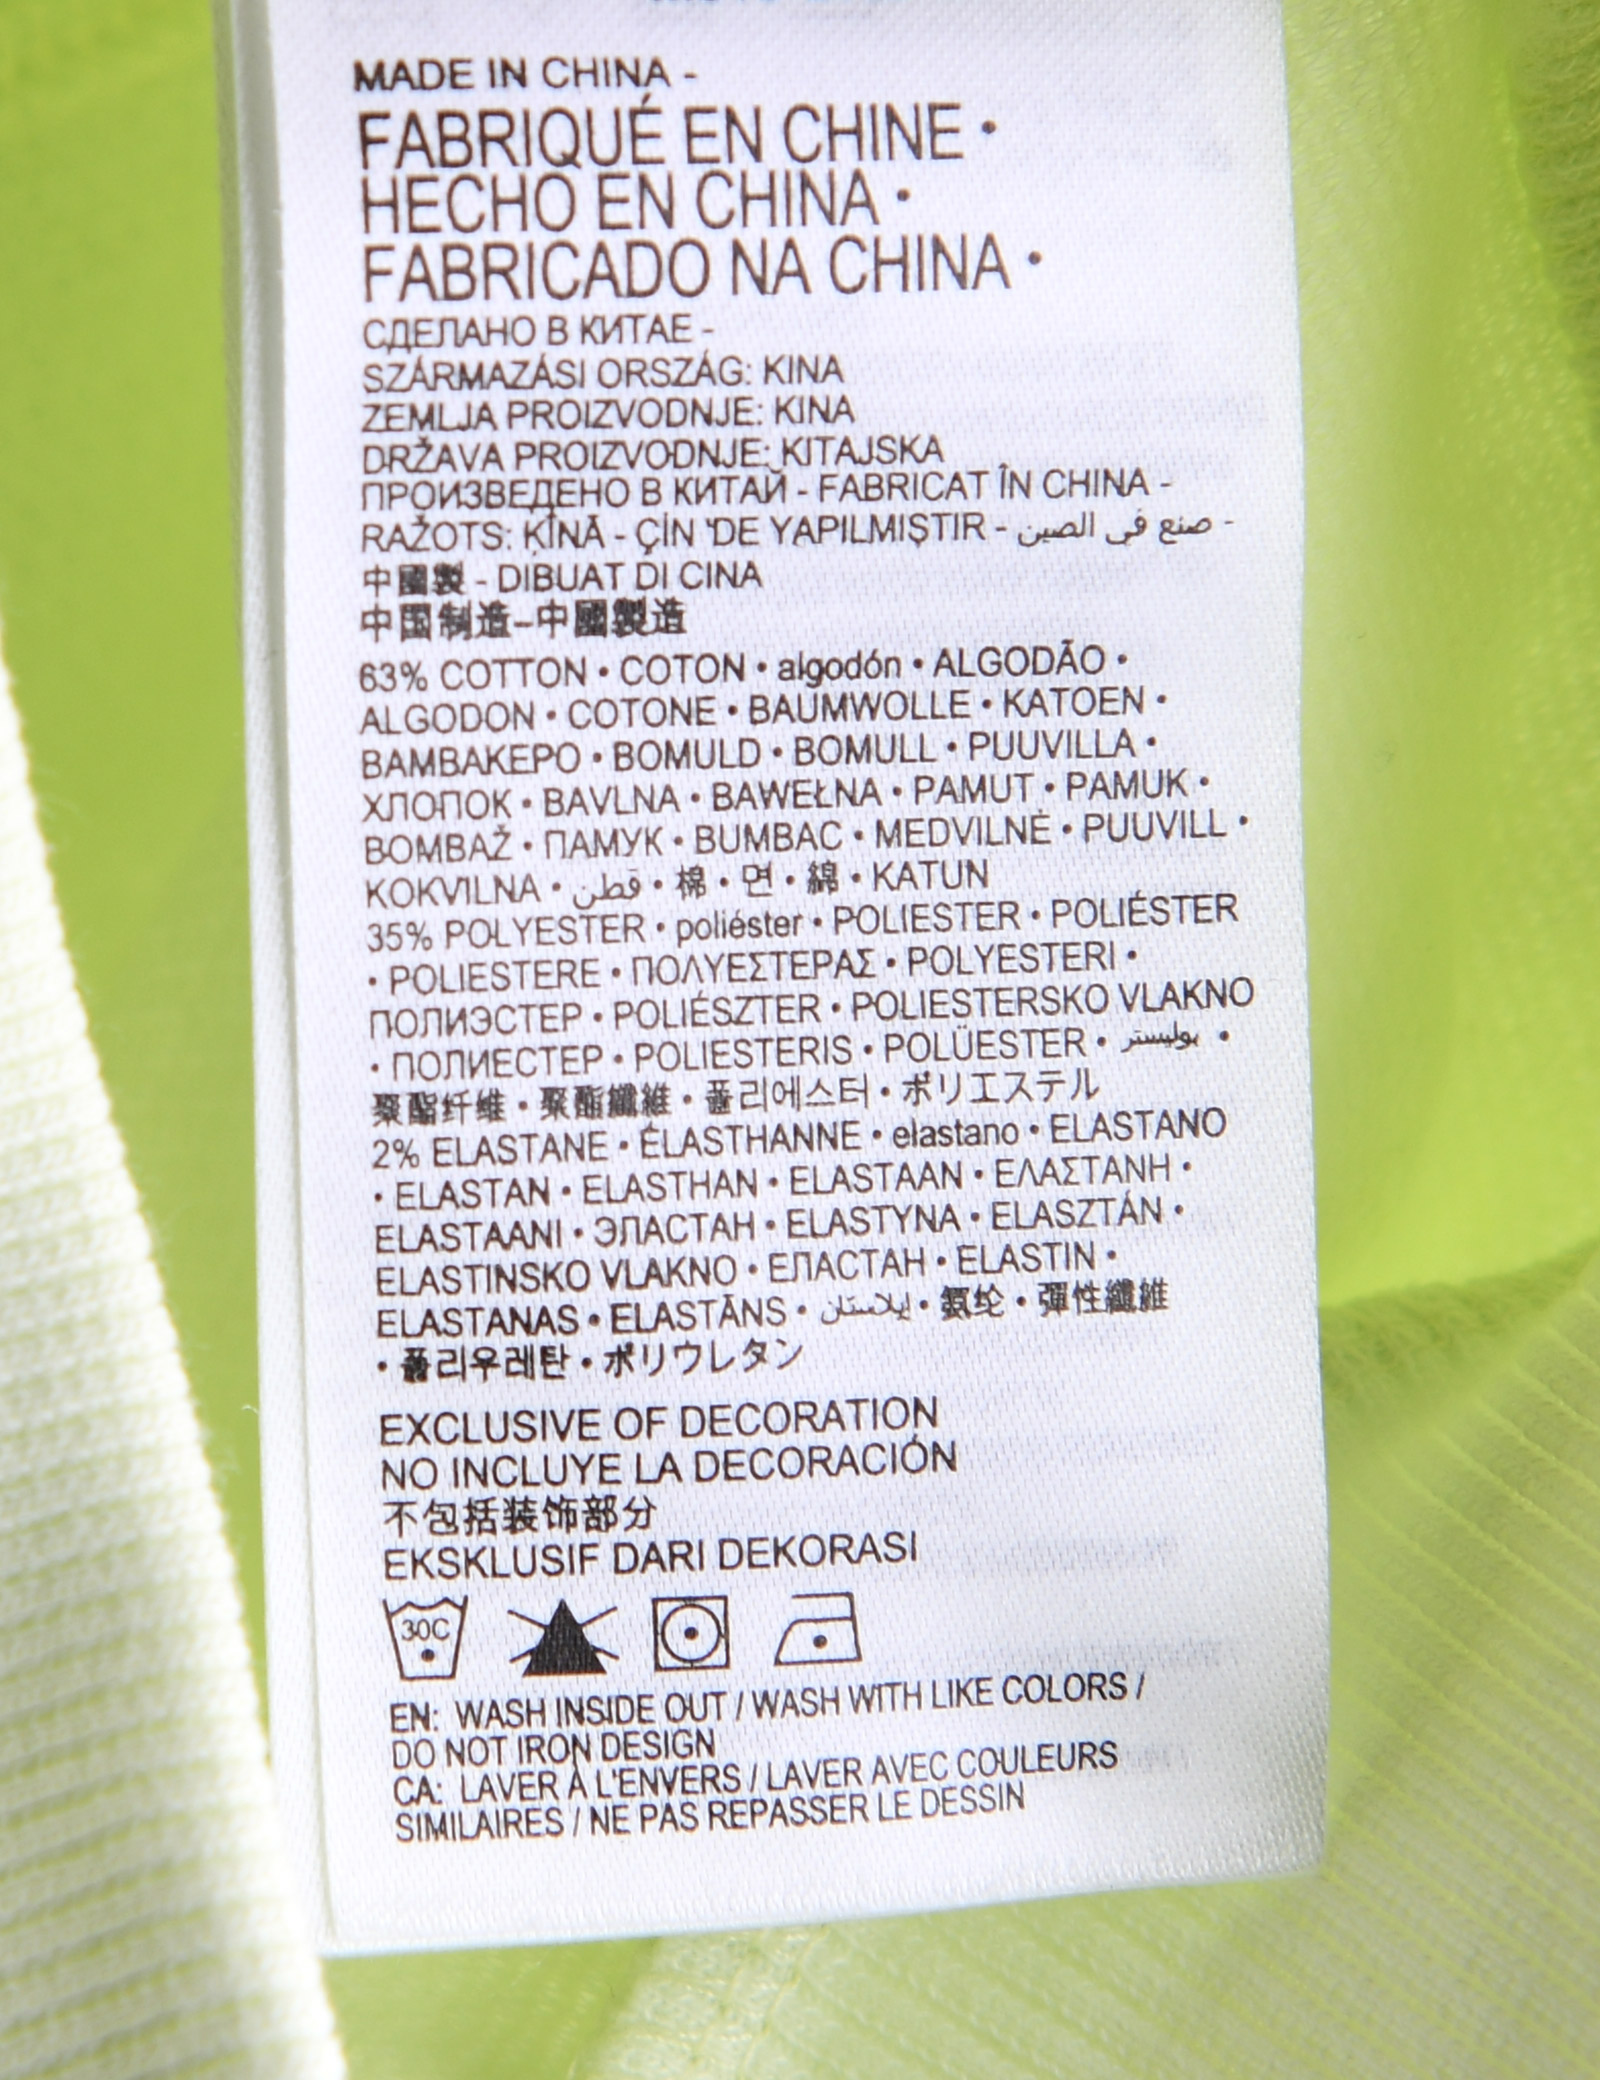 MADE IN CHINA -
FABRIQUÉ EN CHINE •
HECHO EN CHINA •
FABRICADO NA CHINA •
СДЕЛАНО В КИТАЕ -
SZÁRMAZÁSI ORSZÁG: KINA
ZEMLJA PROIZVODNJE: KINA
DRŽAVA PROIZVODNJE: KITAJSKA
ПРОИЗВЕДЕНО В КИТАЙ - FABRICAT ÎN CHINA -
RAŽOTS: ĶĪNĀ - ÇİN 'DE YAPILMIŞTIR - صنع في الصين -
中國製 - DIBUAT DI CINA
中国制造-中國製造
63% COTTON • COTON • algodón • ALGODÃO •
ALGODON • COTONE • BAUMWOLLE • KATOEN •
ΒΑΜΒΑΚΕΡΟ • BOMULD • BOMULL • PUUVILLA •
ХЛОПОК • BAVLNA • BAWEŁNA • PAMUT • PAMUK •
BOMBAŽ • ПАМУК • BUMBAC • MEDVILNĖ • PUUVILL •
KOKVILNA • قطن • 棉 • 면 • 綿 • KATUN
35% POLYESTER • poliéster • POLIESTER • POLIÉSTER
• POLIESTERE • ΠΟΛΥΕΣΤΕΡΑΣ • POLYESTERI •
ПОЛИЭСТЕР • POLIÉSZTER • POLIESTERSKO VLAKNO
• ПОЛИЕСТЕР • POLIESTERIS • POLÜESTER • بوليستر •
聚酯纤维 • 聚酯纖維 • 폴리에스터 • ポリエステル
2% ELASTANE • ÉLASTHANNE • elastano • ELASTANO
• ELASTAN • ELASTHAN • ELASTAAN • ΕΛΑΣΤΑΝΗ •
ELASTAANI • ЭЛАСТАН • ELASTYNA • ELASZTÁN •
ELASTINSKO VLAKNO • ЕЛАСТАН • ELASTIN •
ELASTANAS • ELASTĀNS • إيلاستان • 氨纶 • 彈性纖維
• 폴리우레탄 • ポリウレタン
EXCLUSIVE OF DECORATION
NO INCLUYE LA DECORACIÓN
不包括装饰部分
EKSKLUSIF DARI DEKORASI
30C
EN: WASH INSIDE OUT / WASH WITH LIKE COLORS /
DO NOT IRON DESIGN
CA: LAVER À L'ENVERS / LAVER AVEC COULEURS
SIMILAIRES / NE PAS REPASSER LE DESSIN